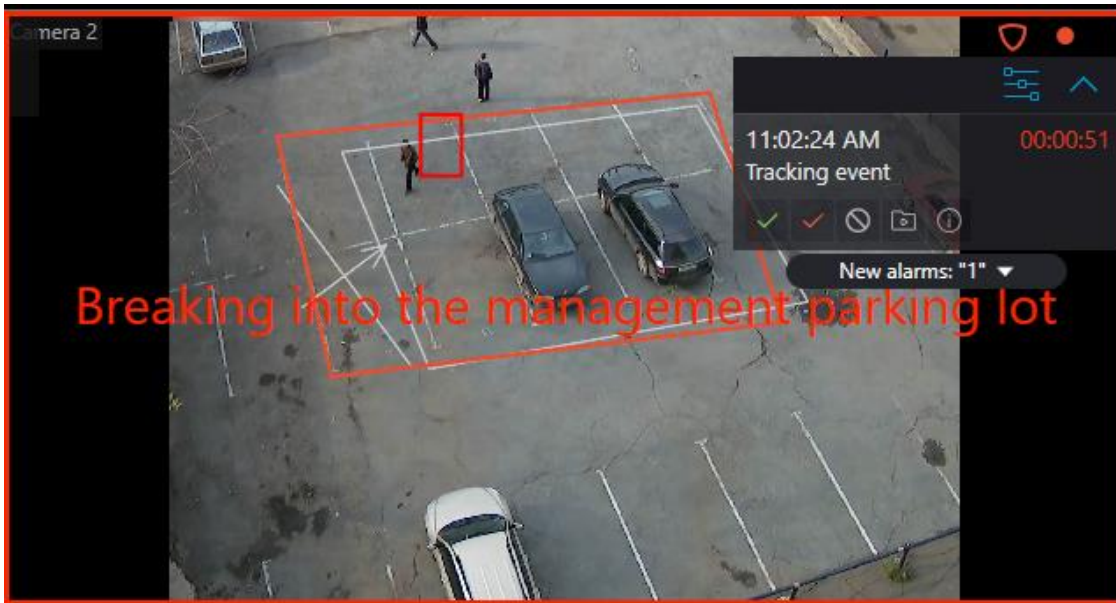 Camera 2
11:02:24 AM 00:00:51
Tracking event
New alarms: "1"
Breaking into the management parking lot